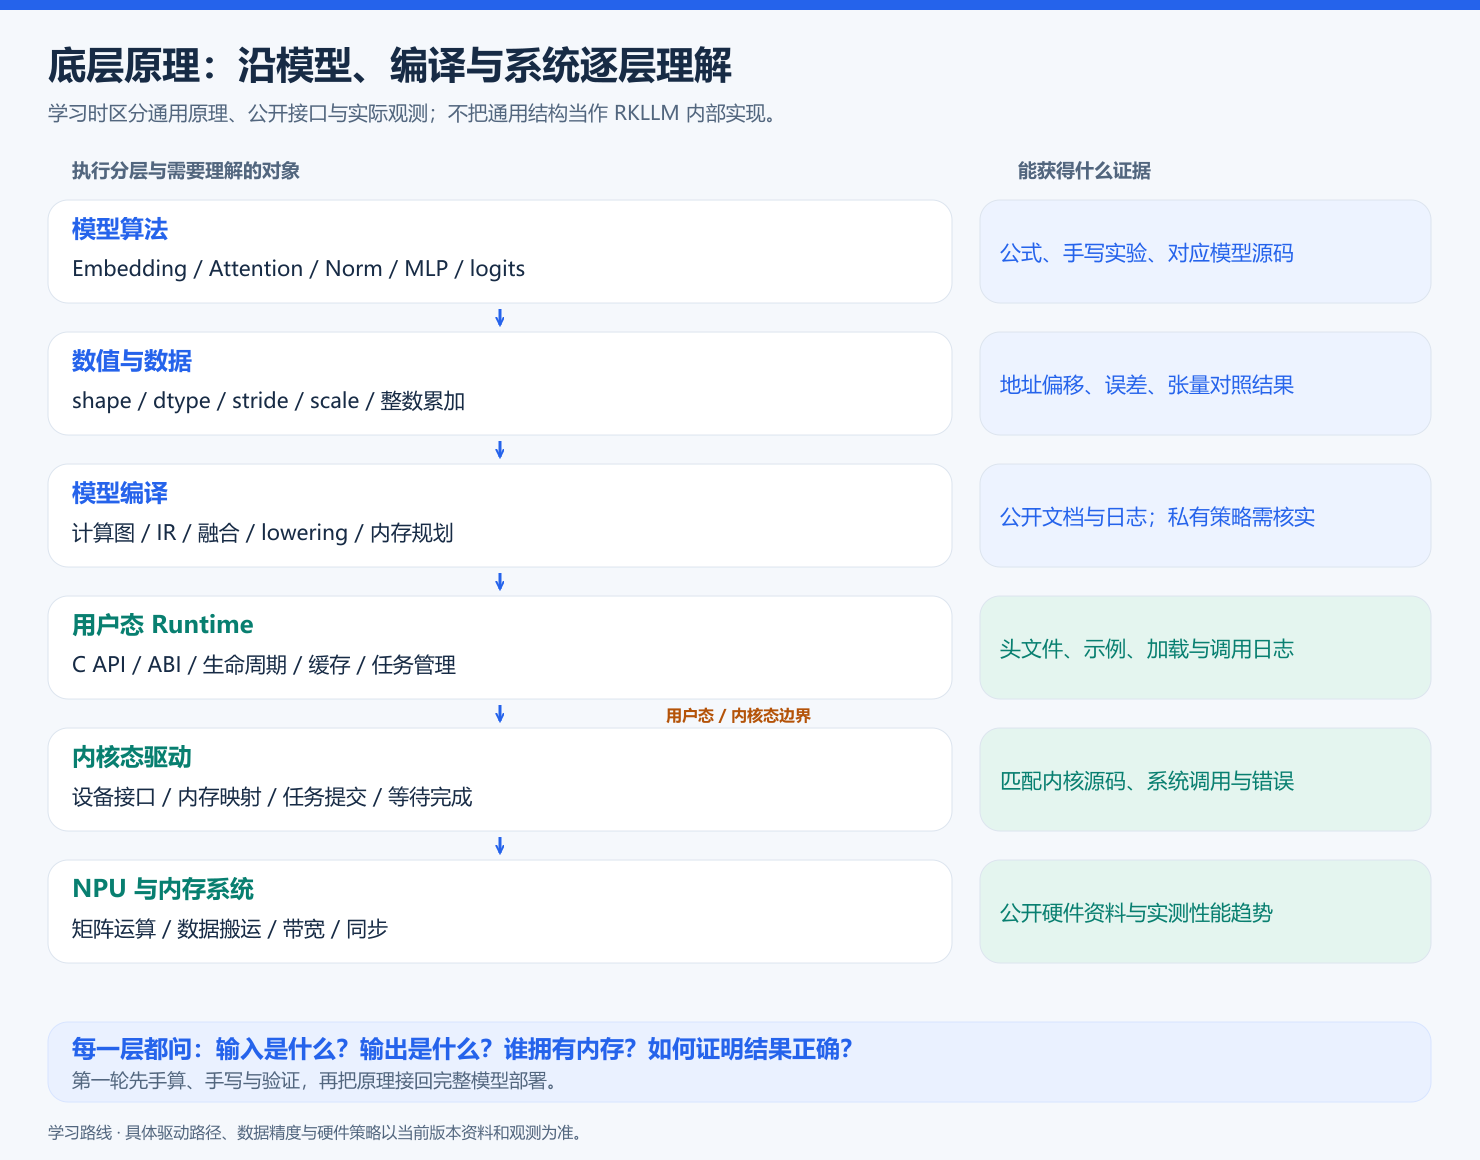 底层原理：沿模型、编译与系统逐层理解
学习时区分通用原理、公开接口与实际观测；不把通用结构当作 RKLLM 内部实现。
执行分层与需要理解的对象
能获得什么证据
模型算法
Embedding / Attention / Norm / MLP / logits
公式、手写实验、对应模型源码
数值与数据
shape / dtype / stride / scale / 整数累加
地址偏移、误差、张量对照结果
模型编译
计算图 / IR / 融合 / lowering / 内存规划
公开文档与日志；私有策略需核实
用户态 Runtime
C API / ABI / 生命周期 / 缓存 / 任务管理
头文件、示例、加载与调用日志
用户态 / 内核态边界
内核态驱动
设备接口 / 内存映射 / 任务提交 / 等待完成
匹配内核源码、系统调用与错误
NPU 与内存系统
矩阵运算 / 数据搬运 / 带宽 / 同步
公开硬件资料与实测性能趋势
每一层都问：输入是什么？输出是什么？谁拥有内存？如何证明结果正确？
第一轮先手算、手写与验证，再把原理接回完整模型部署。
学习路线 · 具体驱动路径、数据精度与硬件策略以当前版本资料和观测为准。